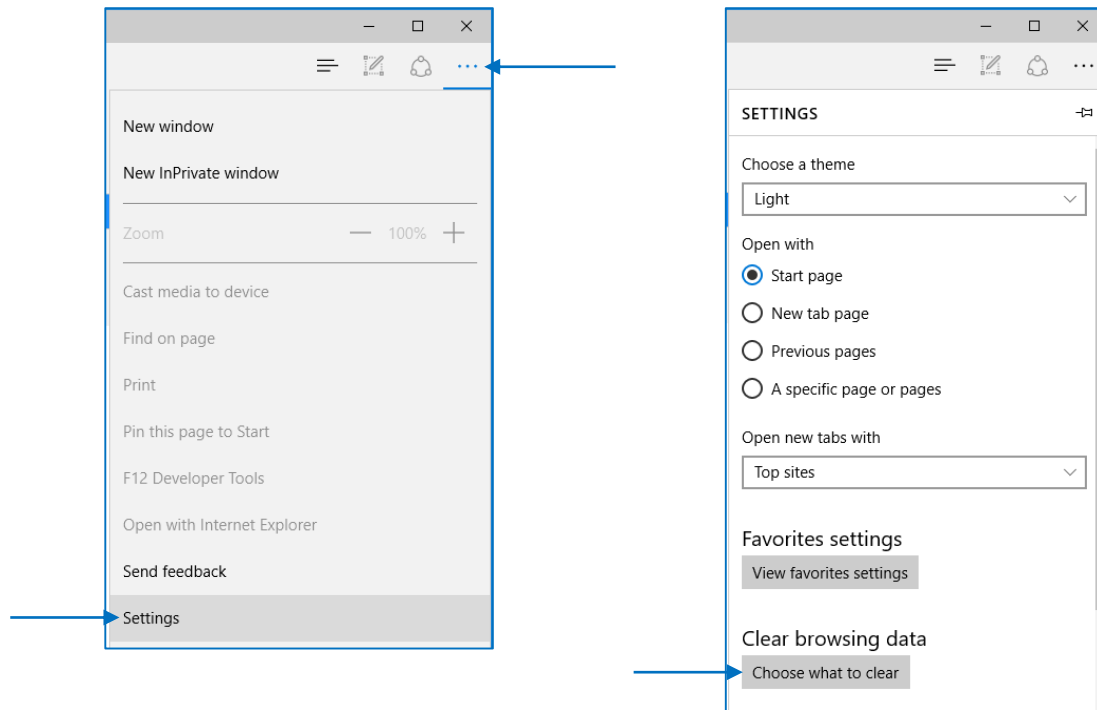 New window
New InPrivate window
Zoom 100%
Cast media to device
Find on page
Print
Pin this page to Start
F12 Developer Tools
Open with Internet Explorer
Send feedback
Settings
SETTINGS
Choose a theme
Light
Open with
Start page
New tab page
Previous pages
A specific page or pages
Open new tabs with
Top sites
Favorites settings
View favorites settings
Clear browsing data
Choose what to clear